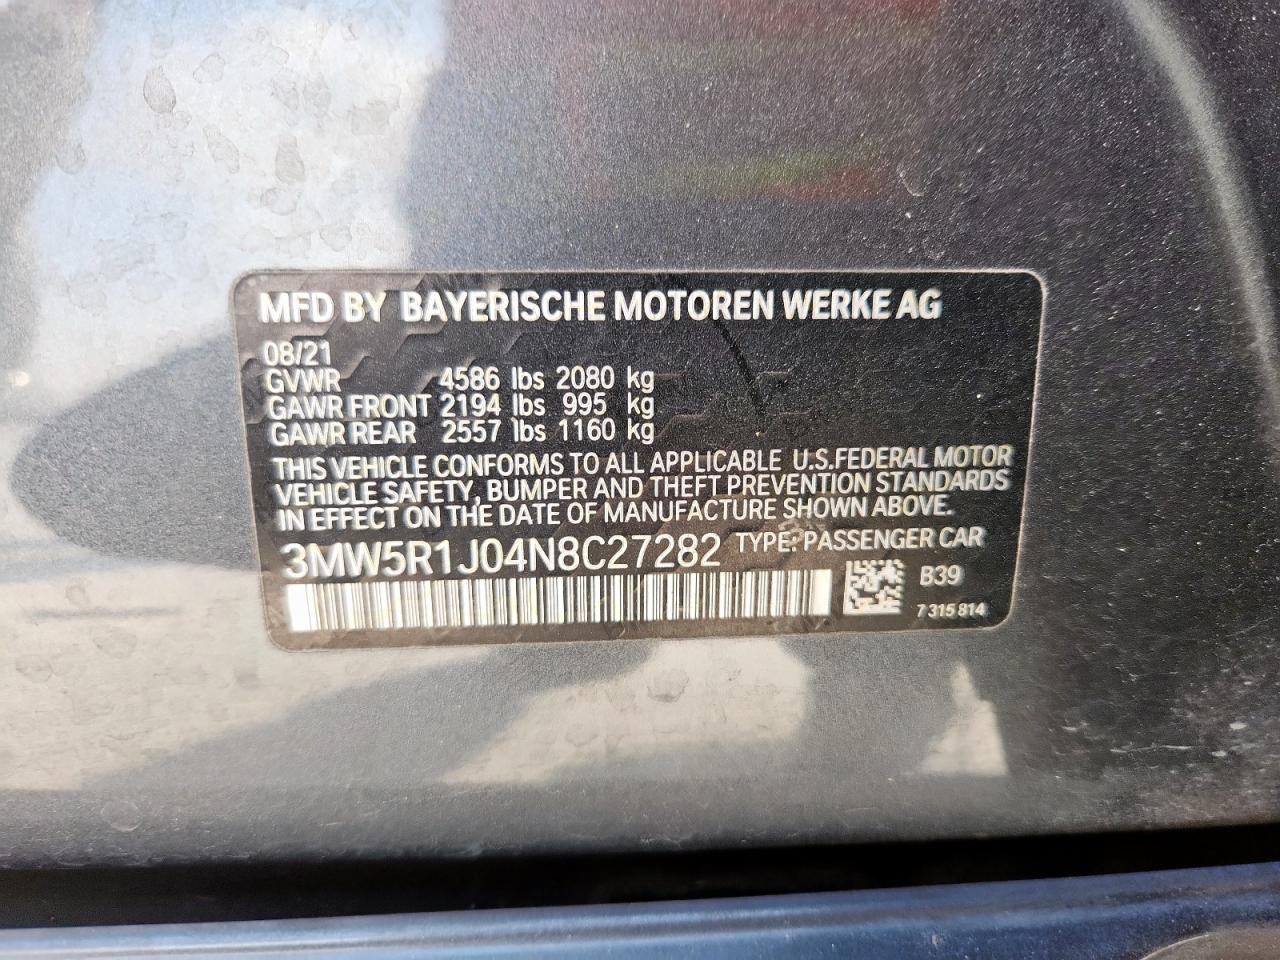 MFD BY BAYERISCHE MOTOREN WERKE AG
08/21
GVWR 4586 lbs 2080 kg
GAWR FRONT 2194 lbs 995 kg
GAWR REAR 2557 lbs 1160 kg
THIS VEHICLE CONFORMS TO ALL APPLICABLE U.S.FEDERAL MOTOR
VEHICLE SAFETY, BUMPER AND THEFT PREVENTION STANDARDS
IN EFFECT ON THE DATE OF MANUFACTURE SHOWN ABOVE.
3MW5R1J04N8C27282 TYPE: PASSENGER CAR
B39
7 315 814